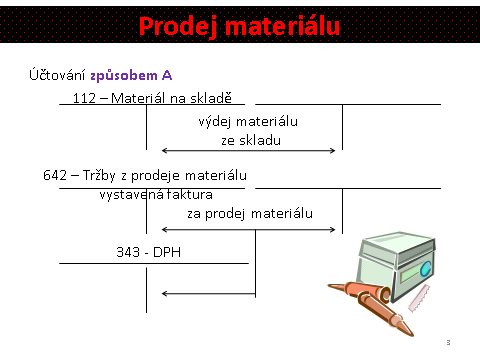 Prodej materiálu
Účtování způsobem A
112 – Materiál na skladě
výdej materiálu
ze skladu
642 – Tržby z prodeje materiálu
vystavená faktura
za prodej materiálu
343 - DPH
8